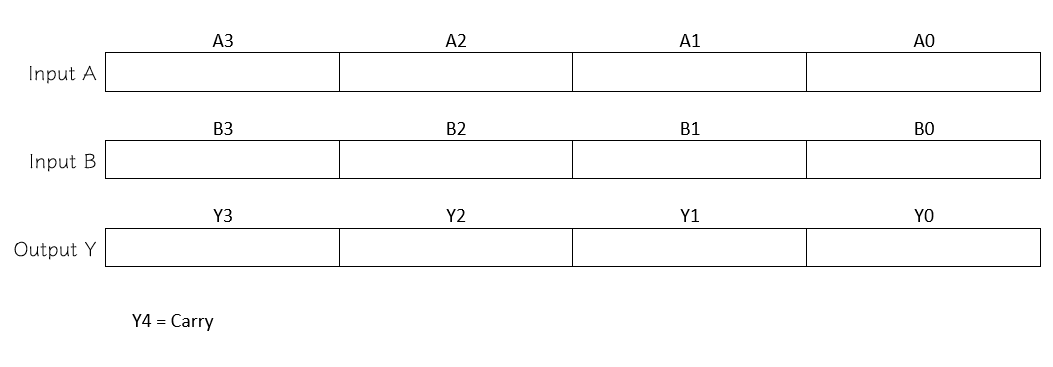 A3 A2 A1 A0
Input A
B3 B2 B1 B0
Input B
Y3 Y2 Y1 Y0
Output Y
Y4 = Carry